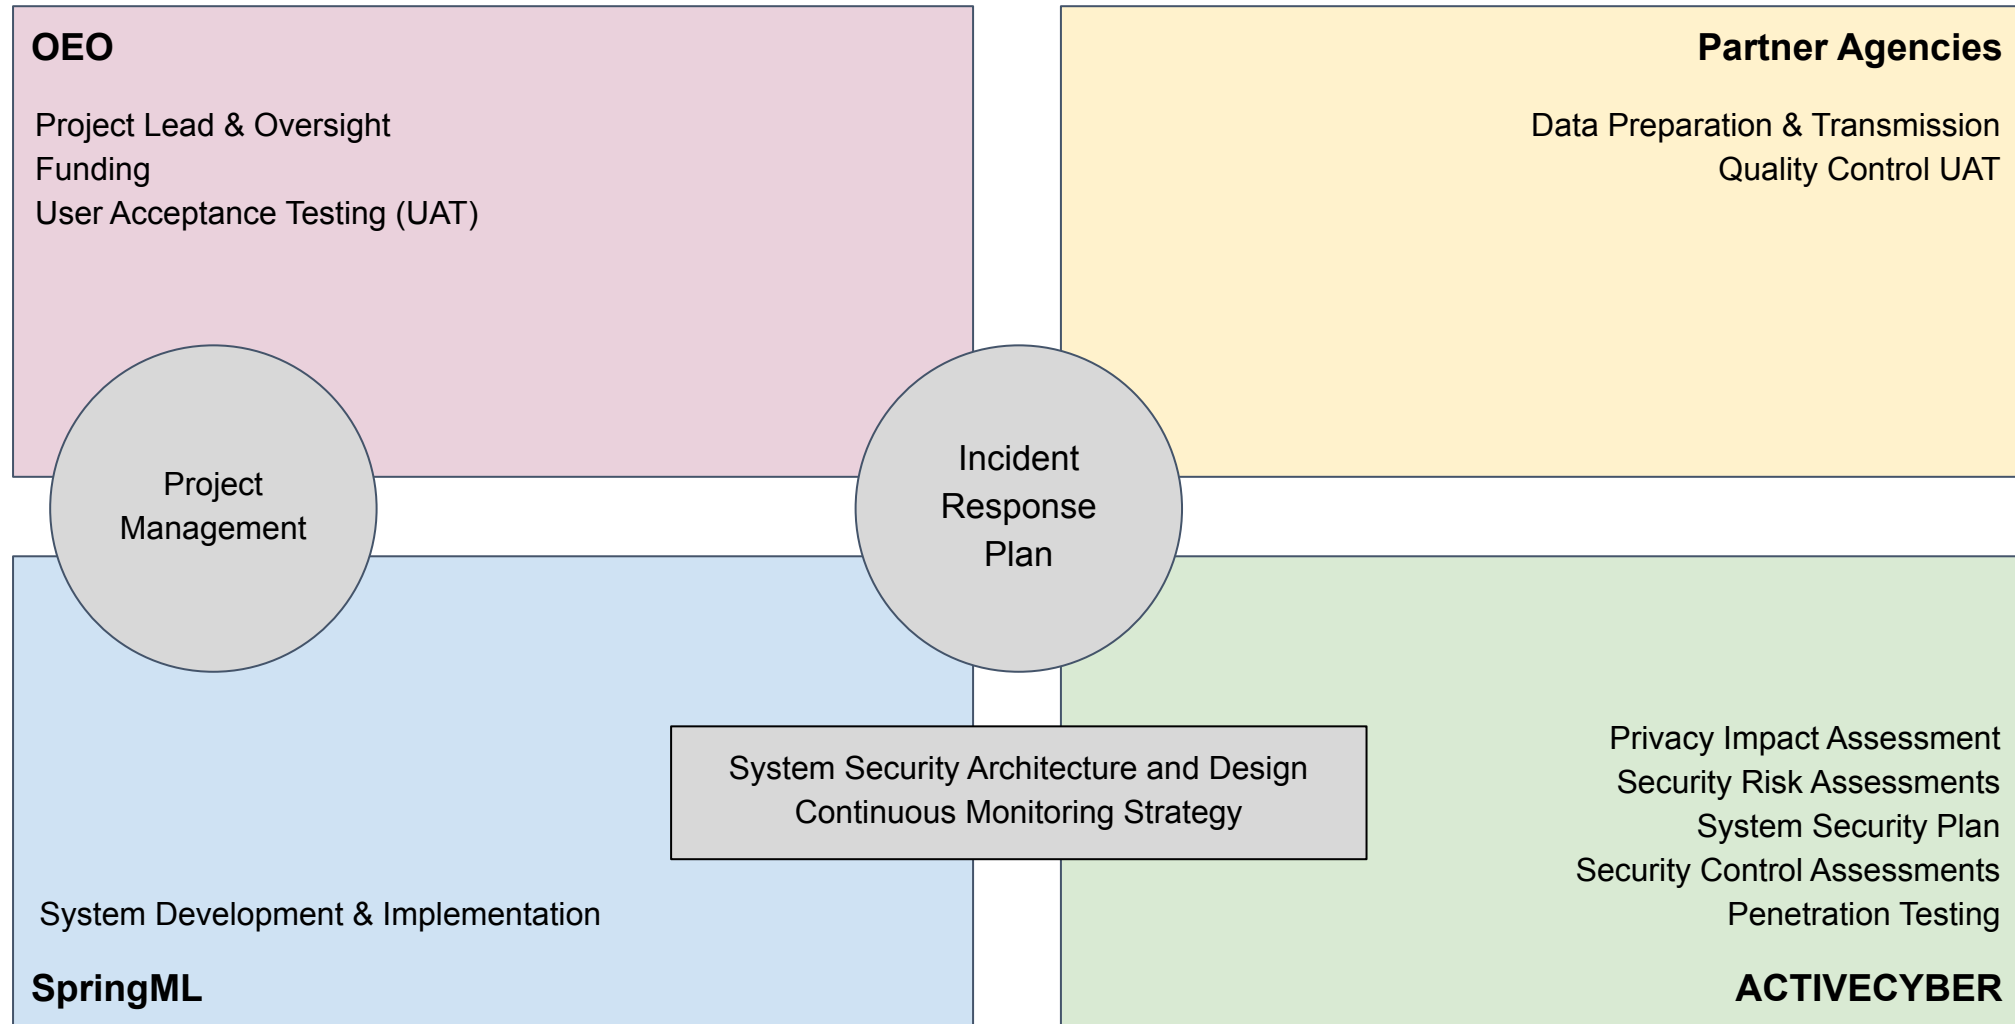 OEO
Project Lead & Oversight
Funding
User Acceptance Testing (UAT)
Partner Agencies
Data Preparation & Transmission
Quality Control UAT
Project
Management
Incident
Response
Plan
System Security Architecture and Design
Continuous Monitoring Strategy
System Development & Implementation
SpringML
Privacy Impact Assessment
Security Risk Assessments
System Security Plan
Security Control Assessments
Penetration Testing
ACTIVECYBER